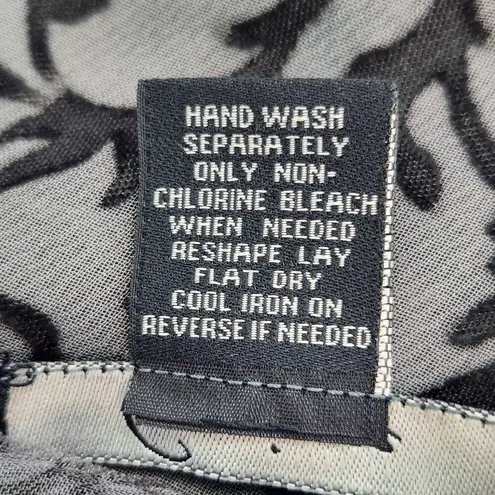 HAND WASH
SEPARATELY
ONLY NON-
CHLORINE BLEACH
WHEN NEEDED
RESHAPE LAY
FLAT DRY
COOL IRON ON
REVERSE IF NEEDED